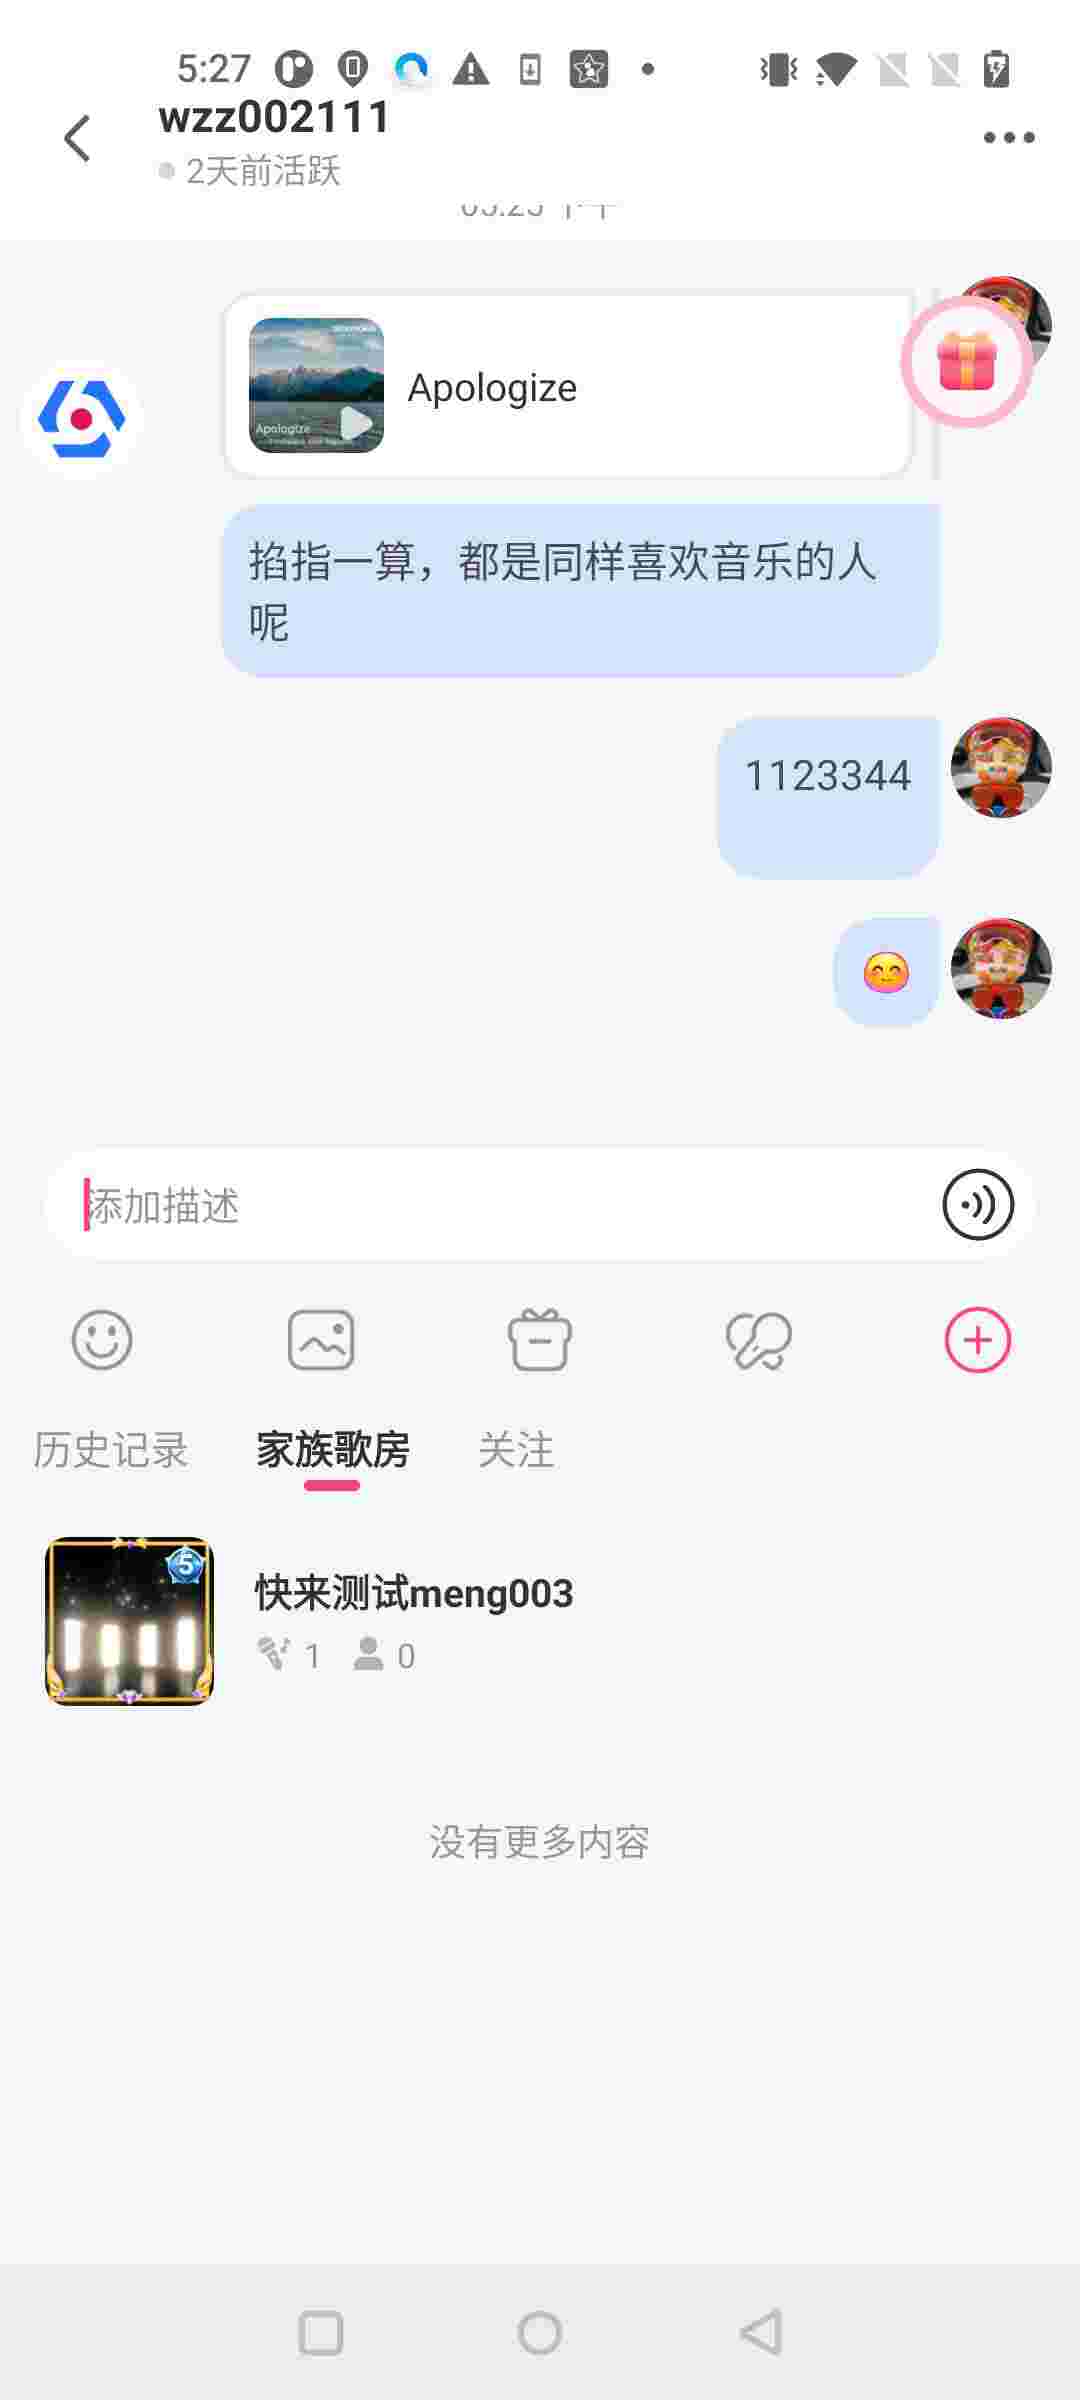 5:27
wzz002111
2天前活跃
Apologize
Apologize
掐指一算，都是同样喜欢音乐的人
呢
1123344
添加描述
历史记录 家族歌房 关注
5
快来测试meng003
1 0
没有更多内容